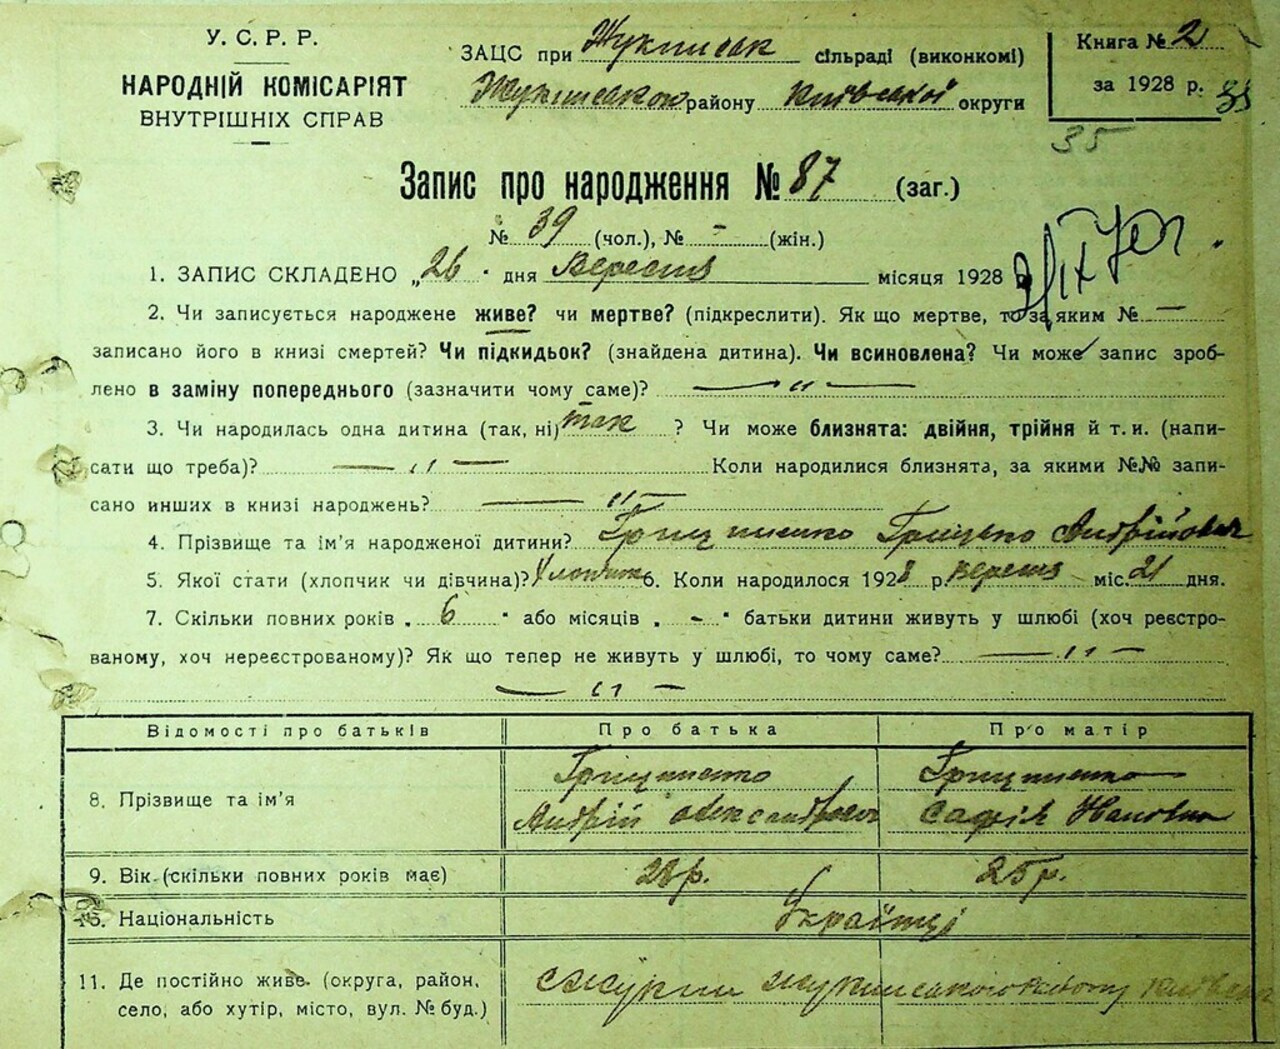 У. С. Р. Р.
НАРОДНІЙ КОМІСАРІЯТ
ВНУТРІШНІХ СПРАВ
ЗАЦС при Жукинськ сільраді (виконкомі)
Жукинського району Київської округи
Книга № 2
за 1928 р.
35
Запис про народження № 87 (заг.)
№ 39 (чол.), № - (жін.)
1. ЗАПИС СКЛАДЕНО „26" дня Вересня місяця 1928
2. Чи записується народжене живе? чи мертве? (підкреслити). Як що мертве, то за яким № —
записано його в книзі смертей? Чи підкидьок? (знайдена дитина). Чи всиновлена? Чи може запис зроб-
лено в заміну попереднього (зазначити чому саме)? — „ —
3. Чи народилась одна дитина (так, ні) так ? Чи може близнята: двійня, трійня й т. и. (напи-
сати що треба)? — „ — Коли народилися близнята, за якими №№ запи-
сано инших в книзі народжень? — „ —
4. Прізвище та ім'я народженої дитини? Грищиенко Грицько Андрійович
5. Якої стати (хлопчик чи дівчина)? Хлопчик 6. Коли народилося 1928 р. вересня міс. 21 дня.
7. Скільки повних років „ 6 " або місяців „ - " батьки дитини живуть у шлюбі (хоч реєстро-
ваному, хоч нереєстрованому)? Як що тепер не живуть у шлюбі, то чому саме? — „ —
— „ —
Відомості про батьків Про батька Про матір
8. Прізвище та ім'я
Андрій Олександрович
9. Вік (скільки повних років має) 28 р. 25 р.
10. Національність Українці
11. Де постійно живе (округа, район,
село, або хутір, місто, вул. № буд.)